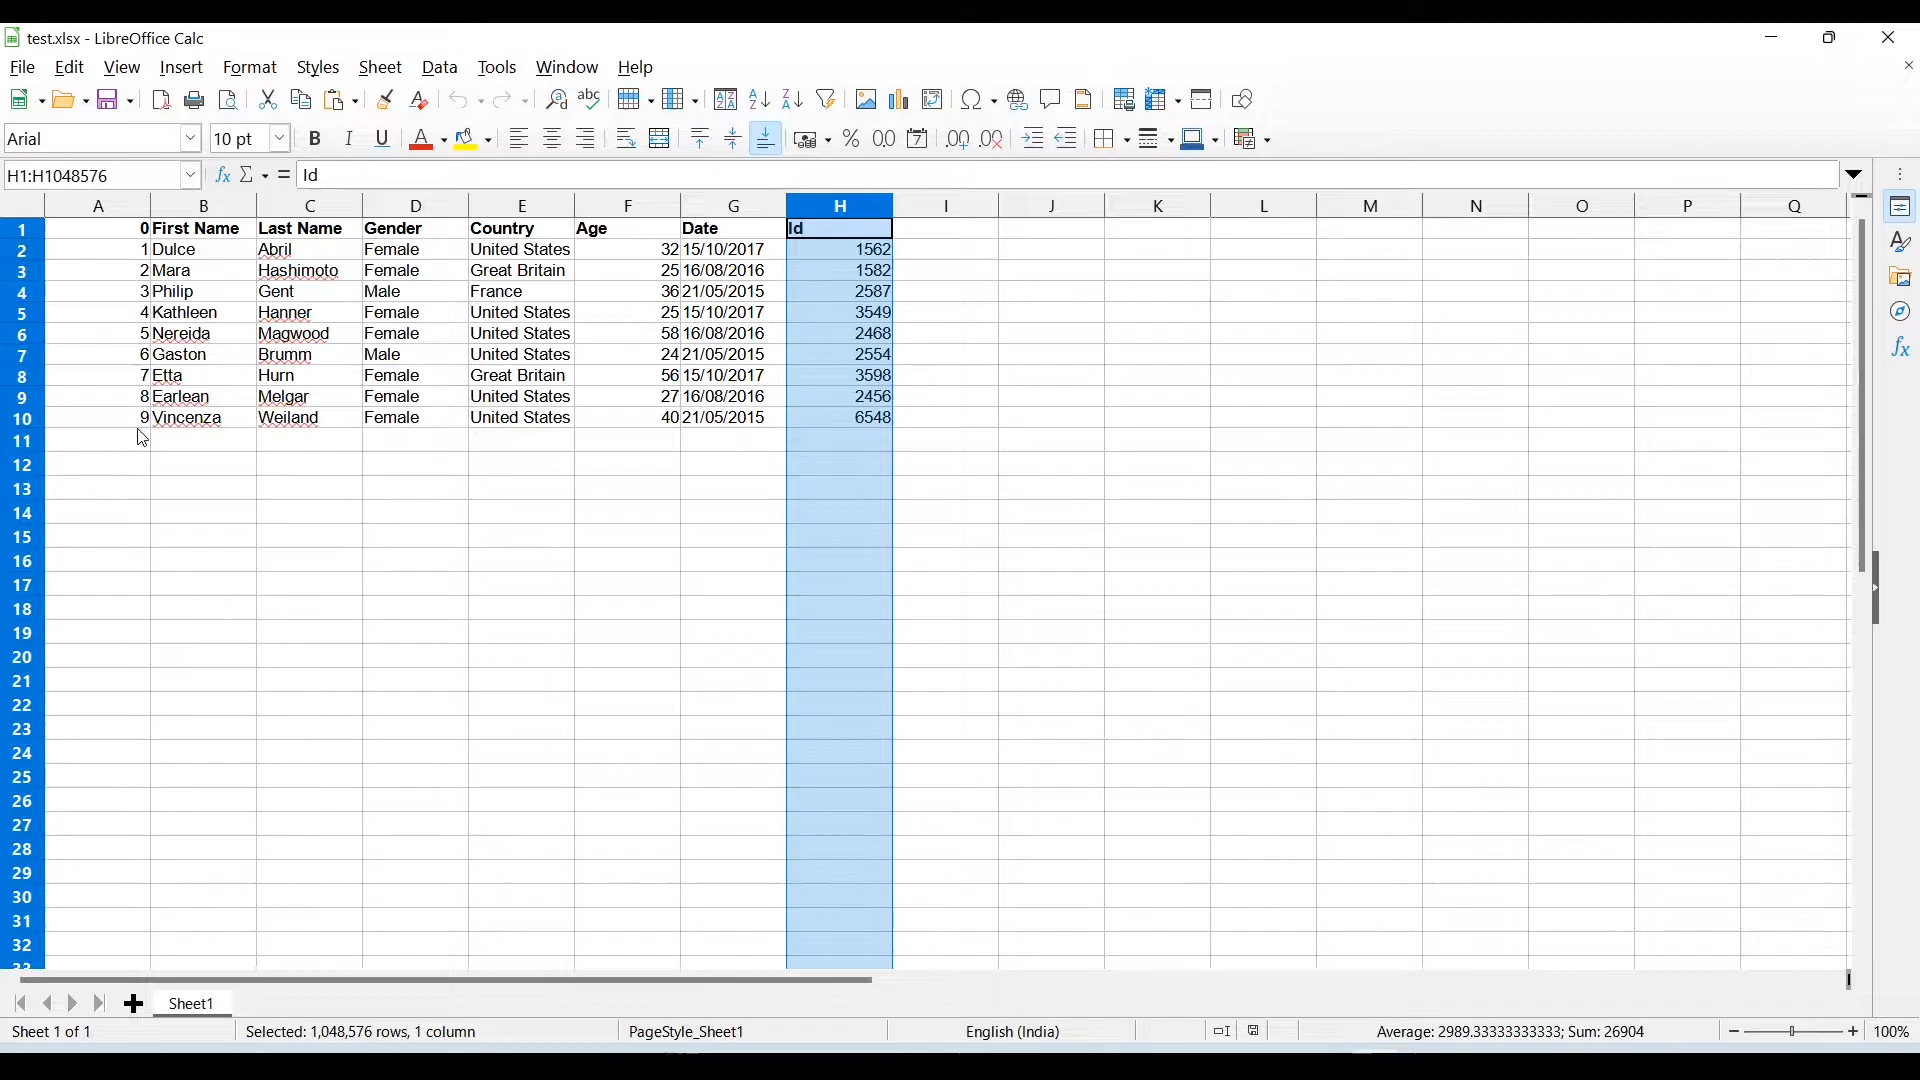 test.xlsx - LibreOffice Calc
File Edit View Insert Format Styles Sheet Data Tools Window Help
Arial 10 pt
H1:H1048576 Id
A B C D E F G H I J K L M N O P Q
1 0 First Name Last Name Gender Country Age Date Id
2 1 Dulce Abril Female United States 32 15/10/2017 1562
3 2 Mara Hashimoto Female Great Britain 25 16/08/2016 1582
4 3 Philip Gent Male France 36 21/05/2015 2587
5 4 Kathleen Hanner Female United States 25 15/10/2017 3549
6 5 Nereida Magwood Female United States 58 16/08/2016 2468
7 6 Gaston Brumm Male United States 24 21/05/2015 2554
8 7 Etta Hurn Female Great Britain 56 15/10/2017 3598
9 8 Earlean Melgar Female United States 27 16/08/2016 2456
10 9 Vincenza Weiland Female United States 40 21/05/2015 6548
11
12
13
14
15
16
17
18
19
20
21
22
23
24
25
26
27
28
29
30
31
32
33
Sheet1
Sheet 1 of 1 Selected: 1,048,576 rows, 1 column PageStyle_Sheet1 English (India) Average: 2989.33333333333; Sum: 26904 100%